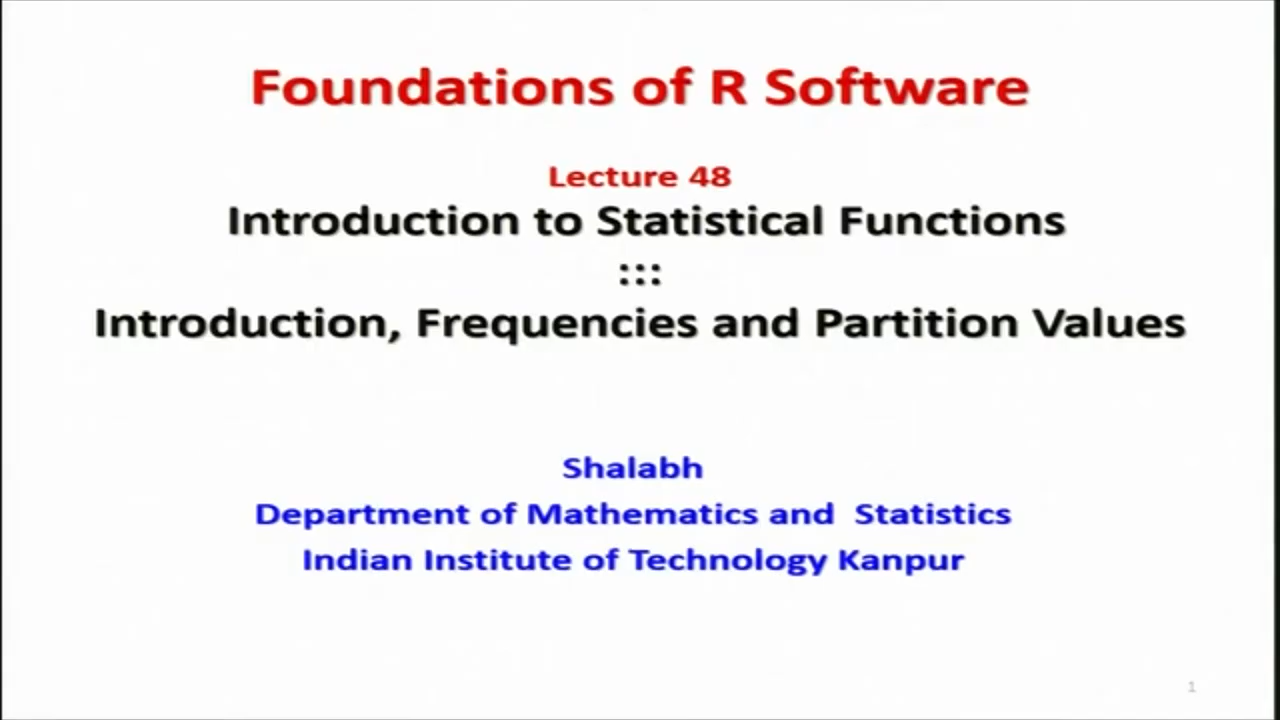 Foundations of R Software
Lecture 48
Introduction to Statistical Functions
:::
Introduction, Frequencies and Partition Values
Shalabh
Department of Mathematics and Statistics
Indian Institute of Technology Kanpur
1